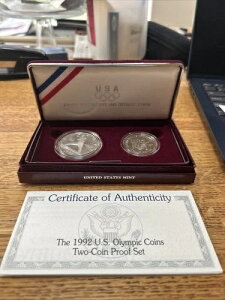 USA
UNITED STATES MINT
Certificate of Authenticity
The 1992 U.S. Olympic Coins
Two-Coin Proof Set